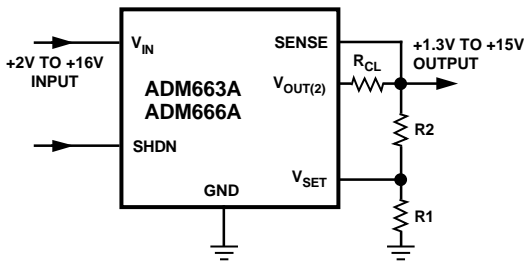 V_IN
SENSE
+1.3V TO +15V
OUTPUT
+2V TO +16V
INPUT
R_CL
ADM663A
ADM666A
V_OUT(2)
R2
SHDN
V_SET
GND
R1